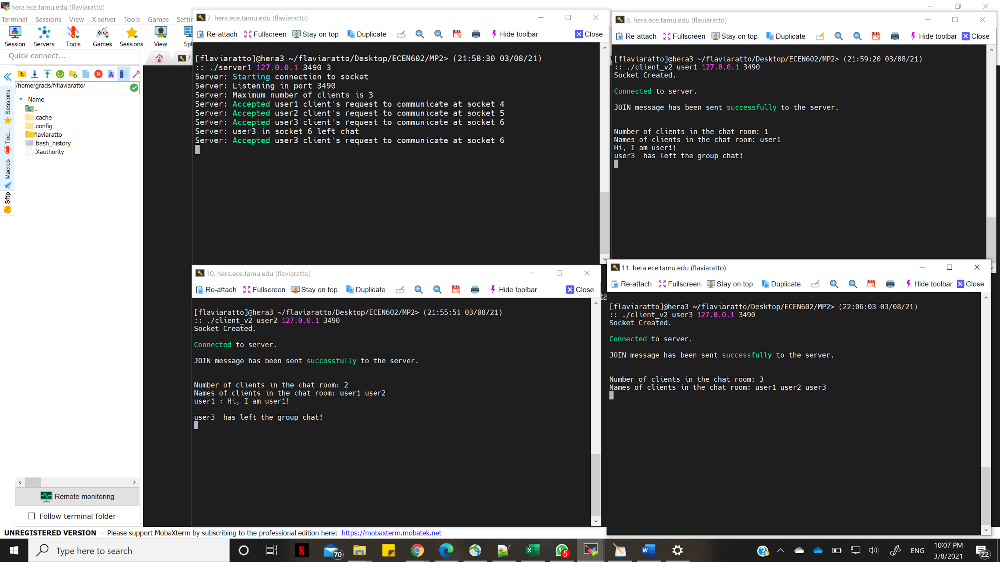 hera.ece.tamu.edu (flaviaratto)
Terminal Sessions View X server Tools Games Settin
Session Servers Tools Games Sessions View Spl
Quick connect...
7.
/home/grads/f/flaviaratto/
Name
..
.cache
.config
flaviaratto
.bash_history
.Xauthority
Sessions
Too...
Macros
Sftp
Remote monitoring
Follow terminal folder
UNREGISTERED VERSION - Please support MobaXterm by subscribing to the professional edition here: https://mobaxterm.mobatek.net
7. hera.ece.tamu.edu (flaviaratto)
Re-attach Fullscreen Stay on top Duplicate Hide toolbar Close
[flaviaratto]@hera3 ~/flaviaratto/Desktop/ECEN602/MP2> (21:58:30 03/08/21)
:: ./server1 127.0.0.1 3490 3
Server: Starting connection to socket
Server: Listening in port 3490
Server: Maximum number of clients is 3
Server: Accepted user1 client's request to communicate at socket 4
Server: Accepted user2 client's request to communicate at socket 5
Server: Accepted user3 client's request to communicate at socket 6
Server: user3 in socket 6 left chat
Server: Accepted user3 client's request to communicate at socket 6
8. hera.ece.tamu.edu (flaviaratto)
Re-attach Fullscreen Stay on top Duplicate Hide toolbar Close
[flaviaratto]@hera3 ~/flaviaratto/Desktop/ECEN602/MP2> (21:59:20 03/08/21)
:: ./client_v2 user1 127.0.0.1 3490
Socket Created.
Connected to server.
JOIN message has been sent successfully to the server.
Number of clients in the chat room: 1
Names of clients in the chat room: user1
Hi, I am user1!
user3  has left the group chat!
10. hera.ece.tamu.edu (flaviaratto)
Re-attach Fullscreen Stay on top Duplicate Hide toolbar Close
[flaviaratto]@hera3 ~/flaviaratto/Desktop/ECEN602/MP2> (21:55:51 03/08/21)
:: ./client_v2 user2 127.0.0.1 3490
Socket Created.
Connected to server.
JOIN message has been sent successfully to the server.
Number of clients in the chat room: 2
Names of clients in the chat room: user1 user2
user1 : Hi, I am user1!
user3  has left the group chat!
ta
11. hera.ece.tamu.edu (flaviaratto)
Re-attach Fullscreen Stay on top Duplicate Hide toolbar Close
[flaviaratto]@hera3 ~/flaviaratto/Desktop/ECEN602/MP2> (22:06:03 03/08/21)
:: ./client_v2 user3 127.0.0.1 3490
Socket Created.
Connected to server.
JOIN message has been sent successfully to the server.
Number of clients in the chat room: 3
Names of clients in the chat room: user1 user2 user3
Type here to search
70
5
ENG
10:07 PM
3/8/2021
22